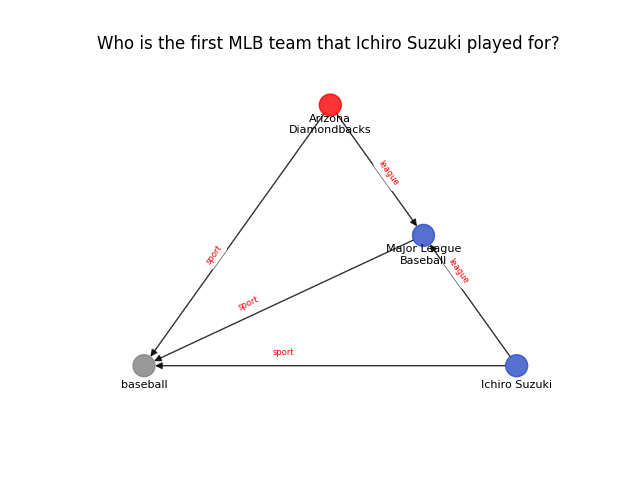 Who is the first MLB team that Ichiro Suzuki played for?
Arizona
Diamondbacks
league
Major League
Baseball
sport
league
sport
sport
baseball
Ichiro Suzuki